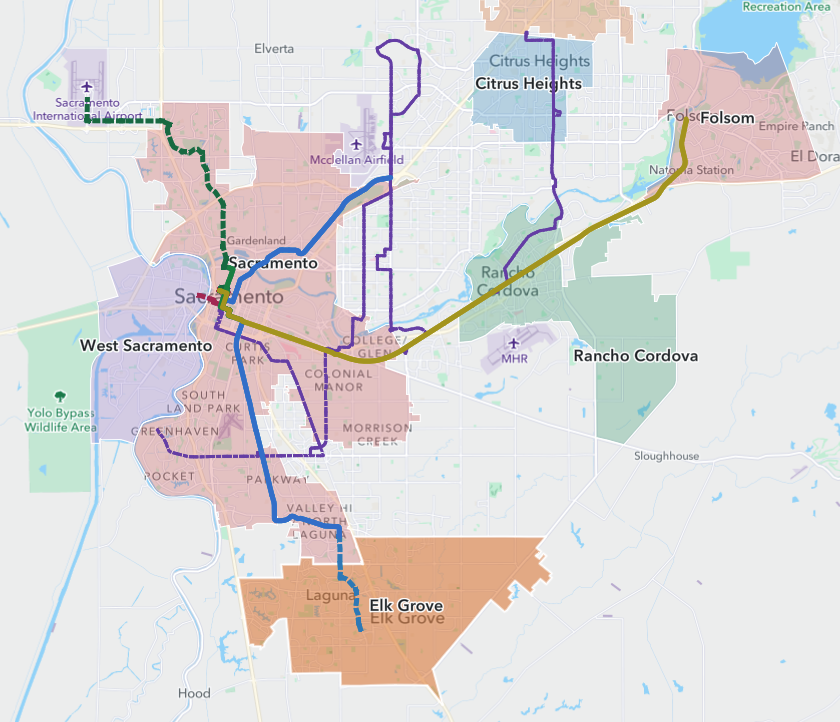 Recreation Area
Elverta
Citrus Heights
Citrus Heights
Sacramento
International Airport
Folsom
Empire Ranch
El Dora
Mcclellan Airfield
Natoma Station
Gardenland
Sacramento
Sacramento
Rancho
Cordova
West Sacramento
CURTIS
PARK
COLLEGE/
GLEN
MHR
Rancho Cordova
COLONIAL
MANOR
SOUTH
LAND PARK
Yolo Bypass
Wildlife Area
GREENHAVEN
MORRISON
CREEK
Sloughhouse
POCKET
PARKWAY
VALLEY HI
/ NORTH
LAGUNA
Laguna
Elk Grove
Elk Grove
Hood